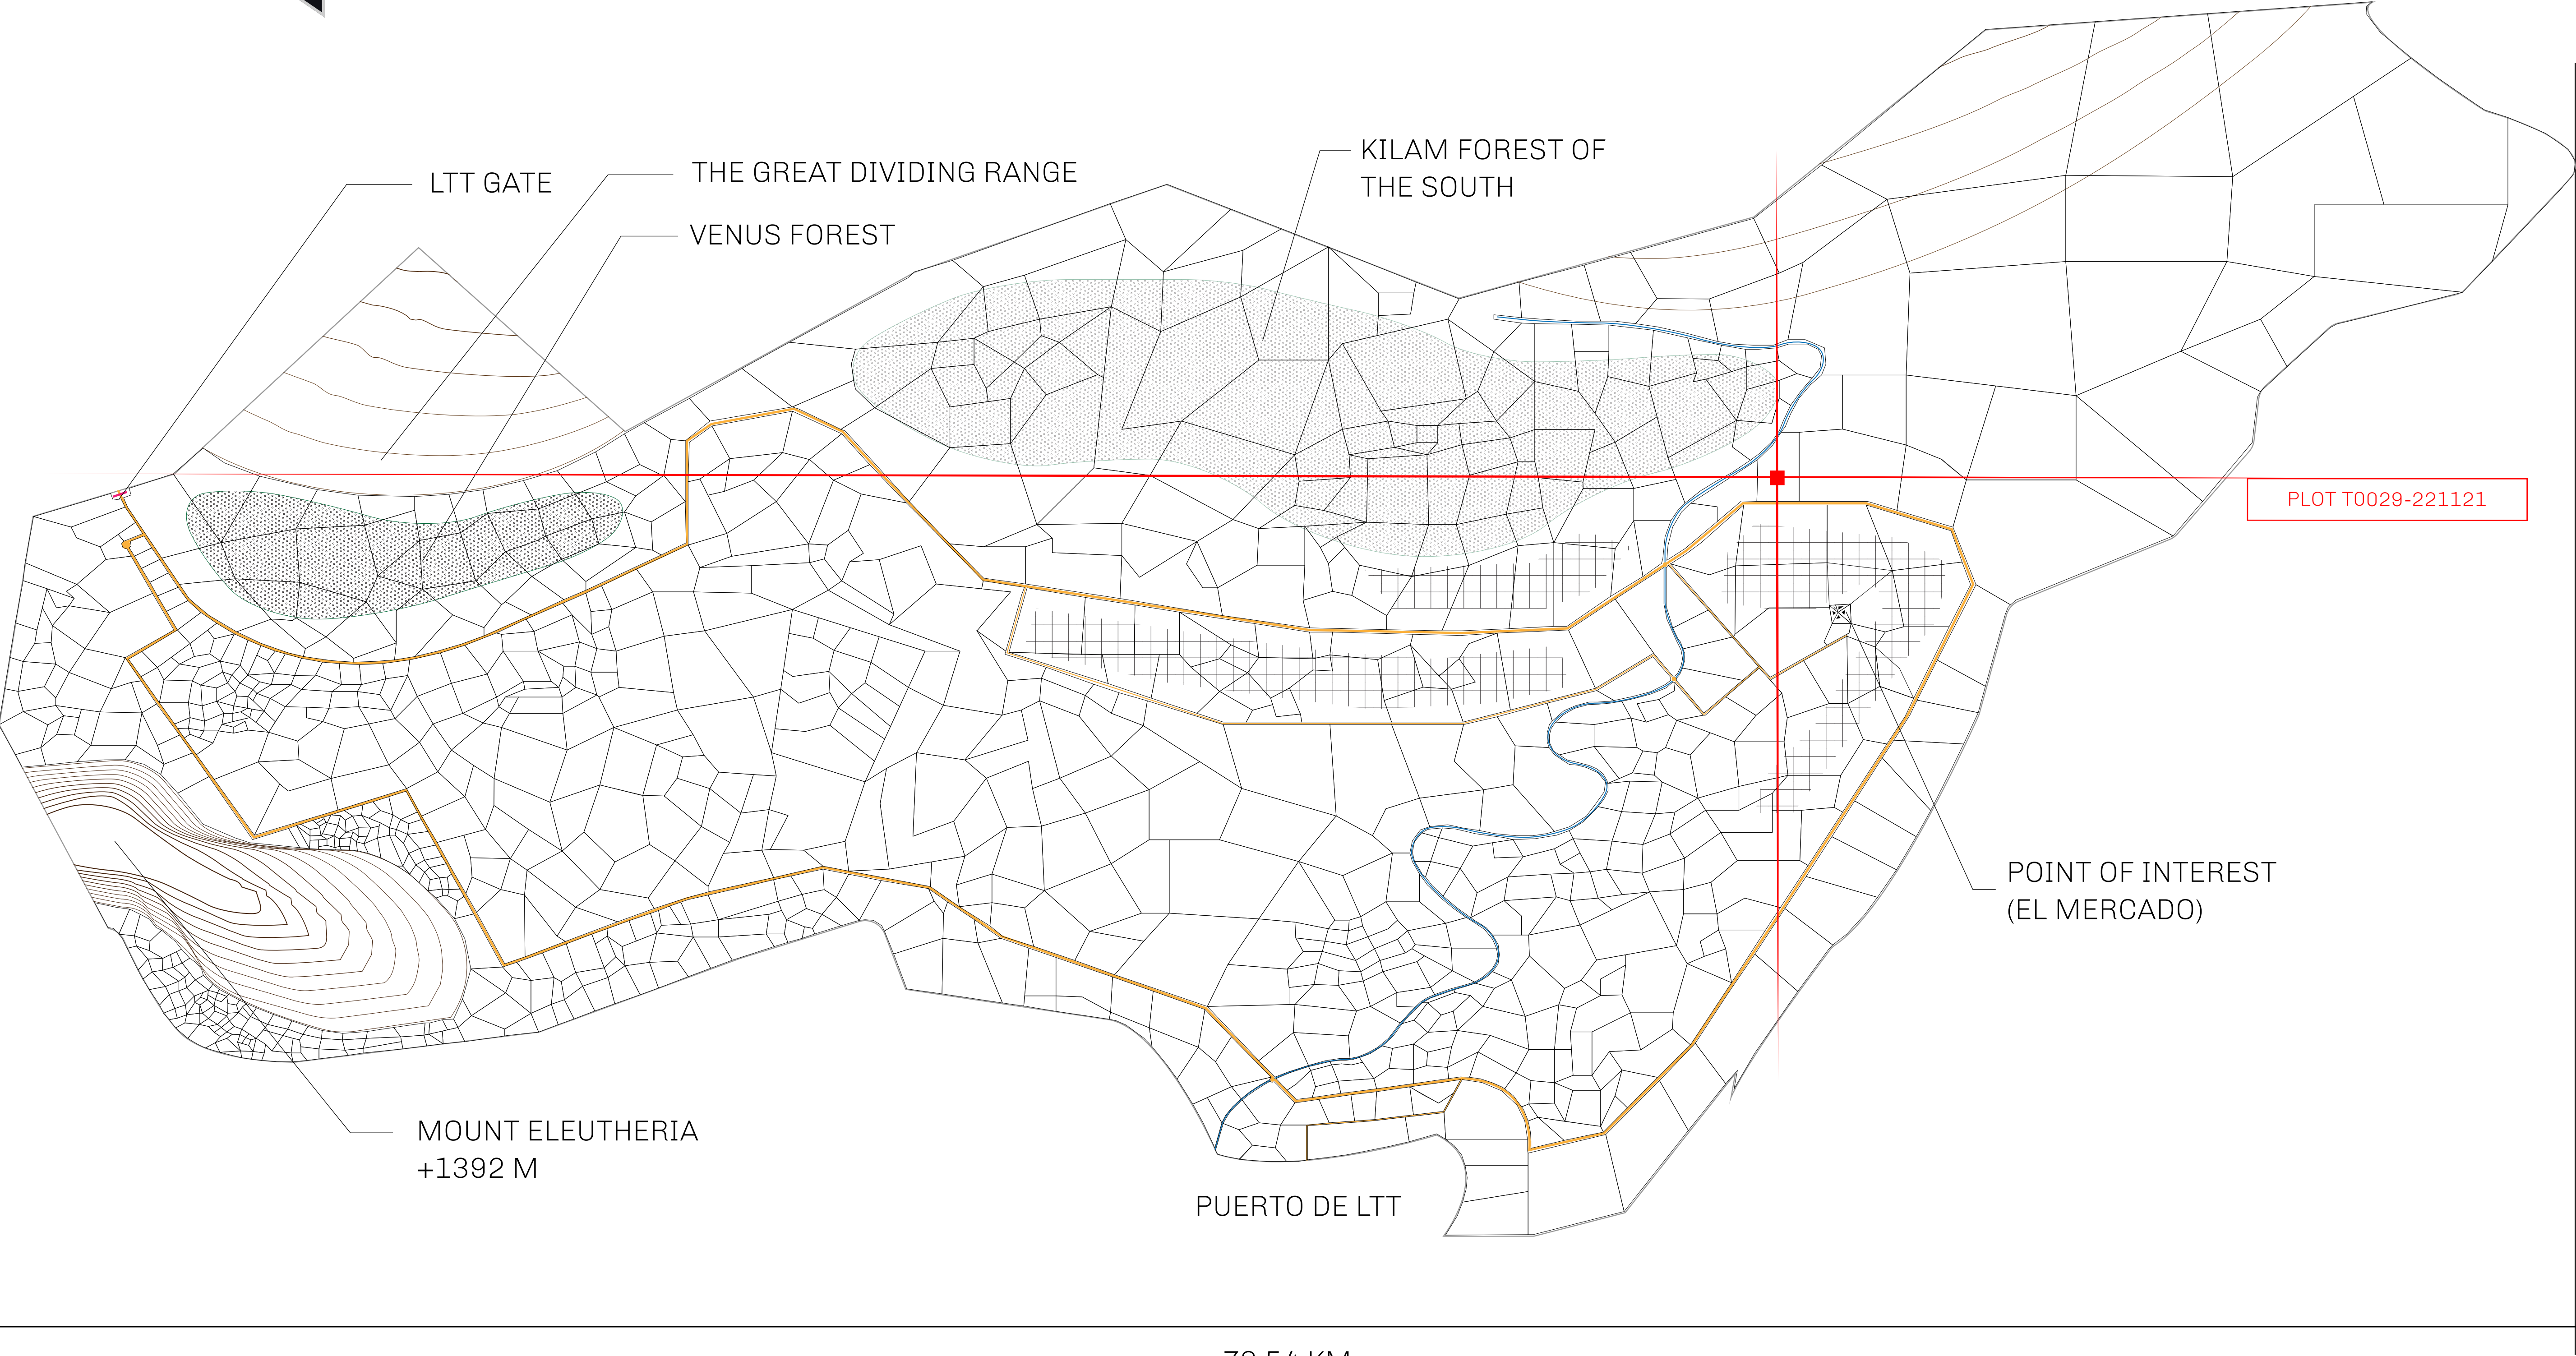 KILAM FOREST OF
THE SOUTH
THE GREAT DIVIDING RANGE
LTT GATE
VENUS FOREST
PLOT T0029-221121
POINT OF INTEREST
(EL MERCADO)
MOUNT ELEUTHERIA
+1392 M
PUERTO DE LTT